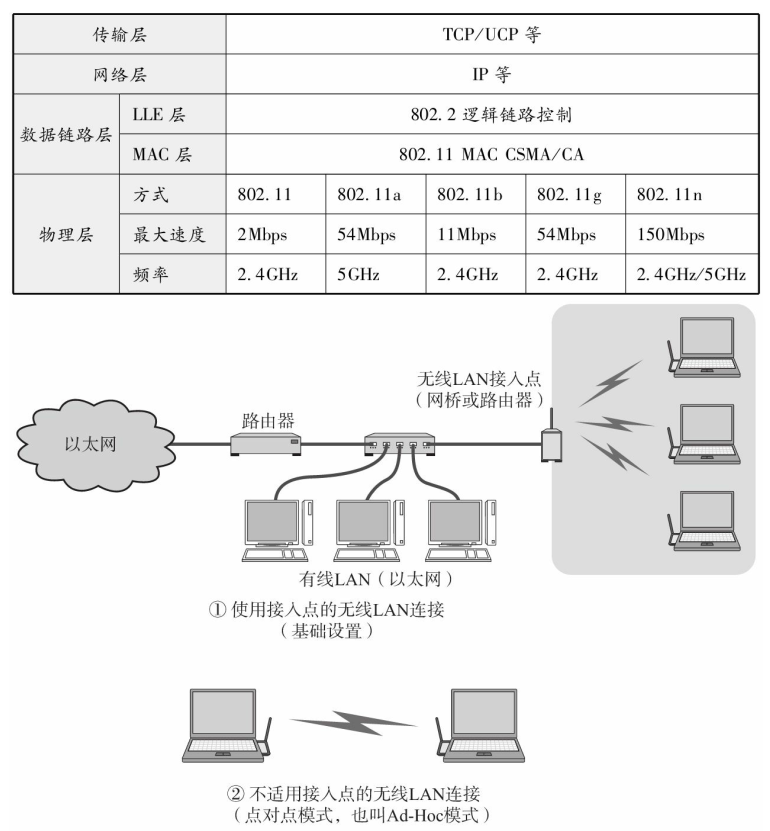 传输层 TCP/UCP 等
网络层 IP 等
数据链路层 LLE 层 802.2 逻辑链路控制
MAC 层 802.11 MAC CSMA/CA
物理层 方式 802.11 802.11a 802.11b 802.11g 802.11n
最大速度 2Mbps 54Mbps 11Mbps 54Mbps 150Mbps
频率 2.4GHz 5GHz 2.4GHz 2.4GHz 2.4GHz/5GHz
无线LAN接入点
（网桥或路由器）
路由器
以太网
有线LAN（以太网）
① 使用接入点的无线LAN连接
（基础设置）
② 不适用接入点的无线LAN连接
（点对点模式，也叫Ad-Hoc模式）